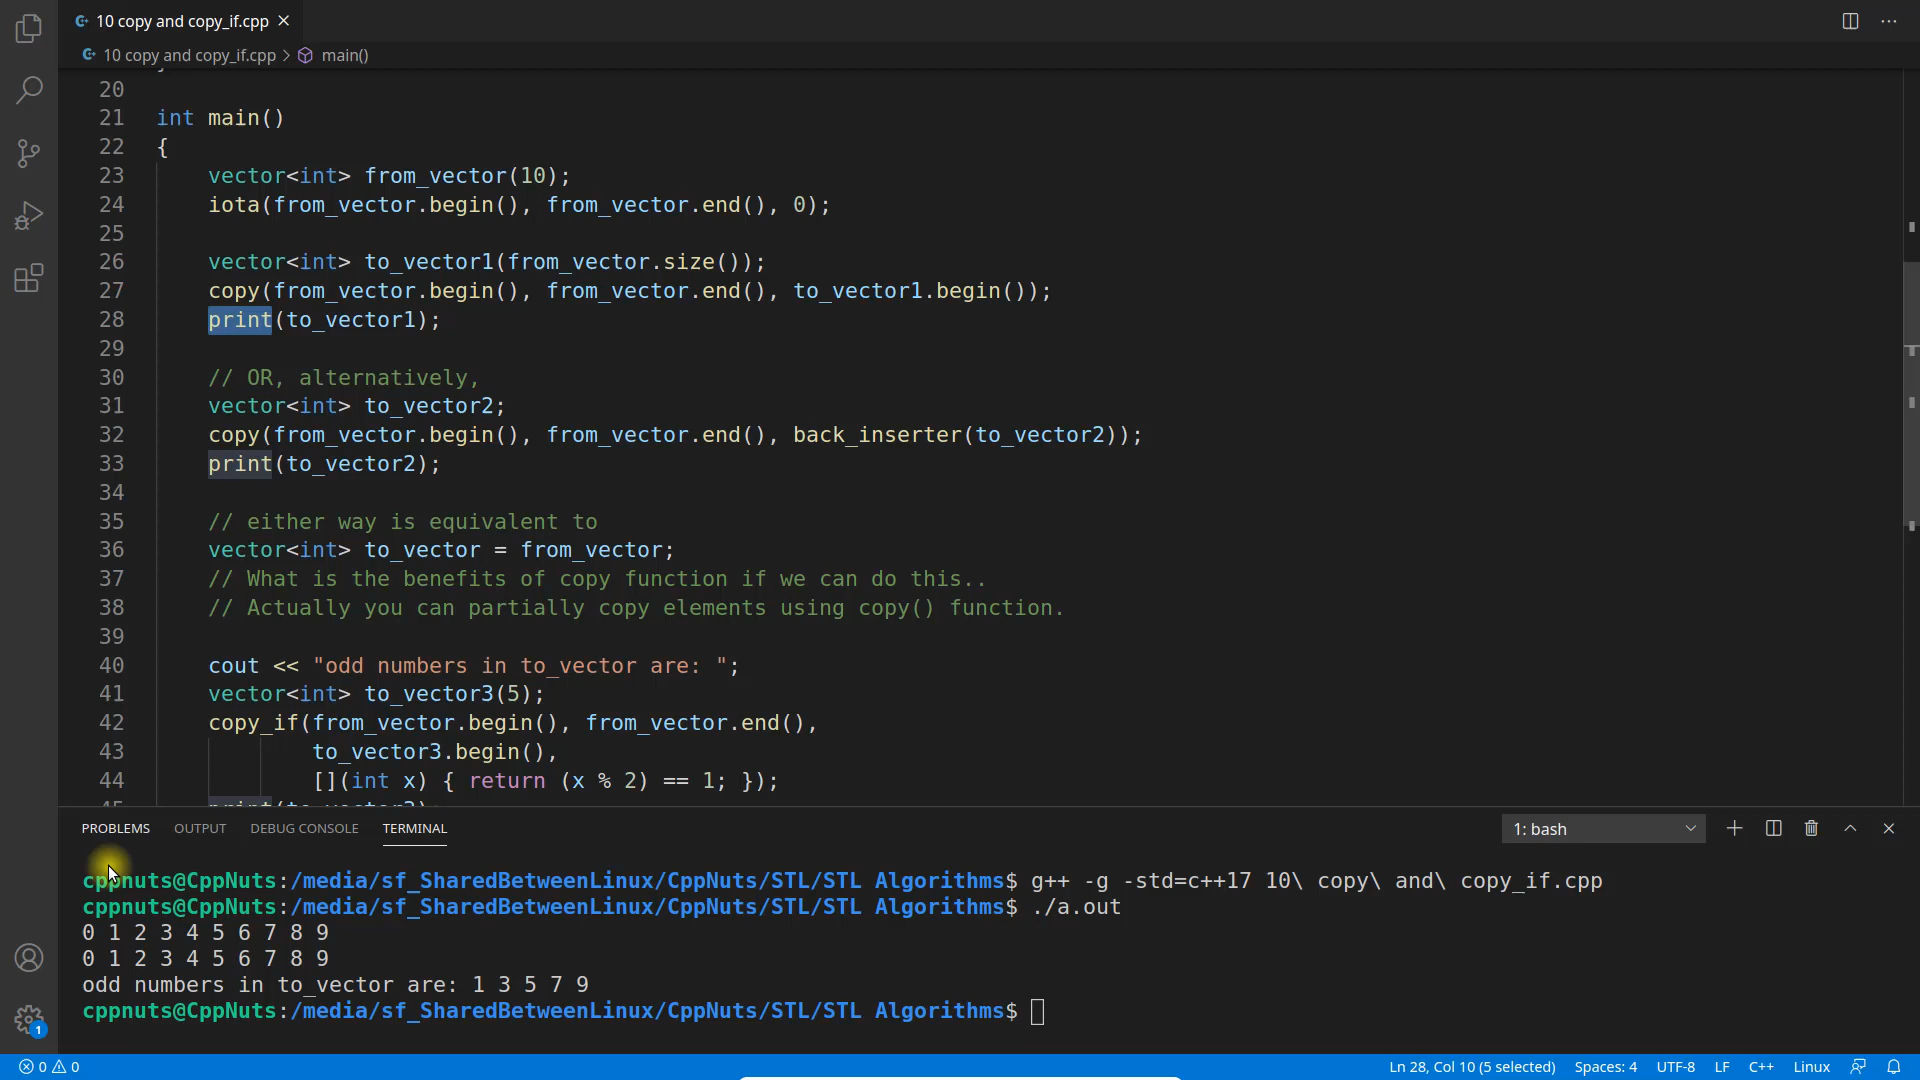 10 copy and copy_if.cpp
10 copy and copy_if.cpp > main()
20
21 int main()
22 {
23 vector<int> from_vector(10);
24 iota(from_vector.begin(), from_vector.end(), 0);
25
26 vector<int> to_vector1(from_vector.size());
27 copy(from_vector.begin(), from_vector.end(), to_vector1.begin());
28 print(to_vector1);
29
30 // OR, alternatively,
31 vector<int> to_vector2;
32 copy(from_vector.begin(), from_vector.end(), back_inserter(to_vector2));
33 print(to_vector2);
34
35 // either way is equivalent to
36 vector<int> to_vector = from_vector;
37 // What is the benefits of copy function if we can do this..
38 // Actually you can partially copy elements using copy() function.
39
40 cout << "odd numbers in to_vector are: ";
41 vector<int> to_vector3(5);
42 copy_if(from_vector.begin(), from_vector.end(),
43 to_vector3.begin(),
44 [](int x) { return (x % 2) == 1; });
PROBLEMS OUTPUT DEBUG CONSOLE TERMINAL 1: bash
cppnuts@CppNuts:/media/sf_SharedBetweenLinux/CppNuts/STL/STL Algorithms$ g++ -g -std=c++17 10\ copy\ and\ copy_if.cpp
cppnuts@CppNuts:/media/sf_SharedBetweenLinux/CppNuts/STL/STL Algorithms$ ./a.out
0 1 2 3 4 5 6 7 8 9
0 1 2 3 4 5 6 7 8 9
odd numbers in to_vector are: 1 3 5 7 9
cppnuts@CppNuts:/media/sf_SharedBetweenLinux/CppNuts/STL/STL Algorithms$
1
0 0 Ln 28, Col 10 (5 selected) Spaces: 4 UTF-8 LF C++ Linux